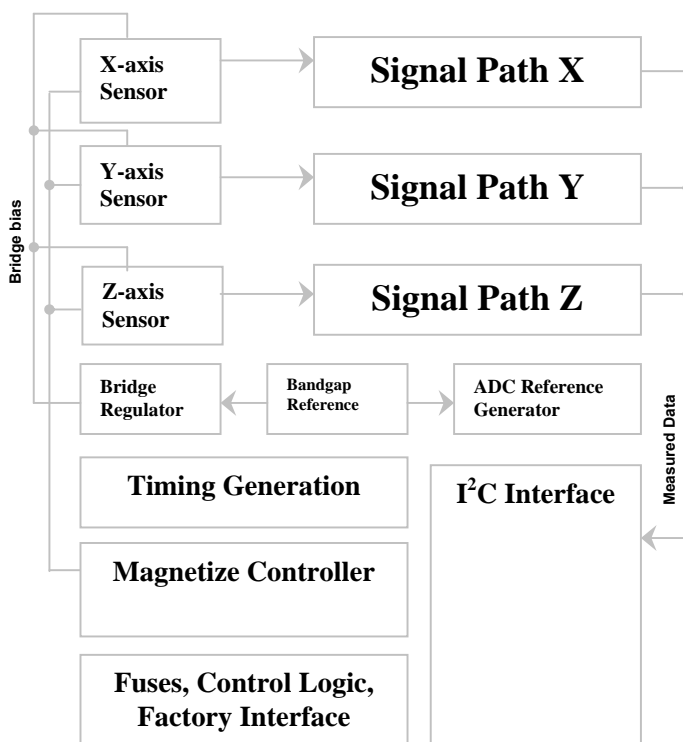 X-axis
Sensor
Signal Path X
Y-axis
Sensor
Signal Path Y
Bridge bias
Z-axis
Sensor
Signal Path Z
Bridge
Regulator
Bandgap
Reference
ADC Reference
Generator
Measured Data
Timing Generation
I²C Interface
Magnetize Controller
Fuses, Control Logic,
Factory Interface